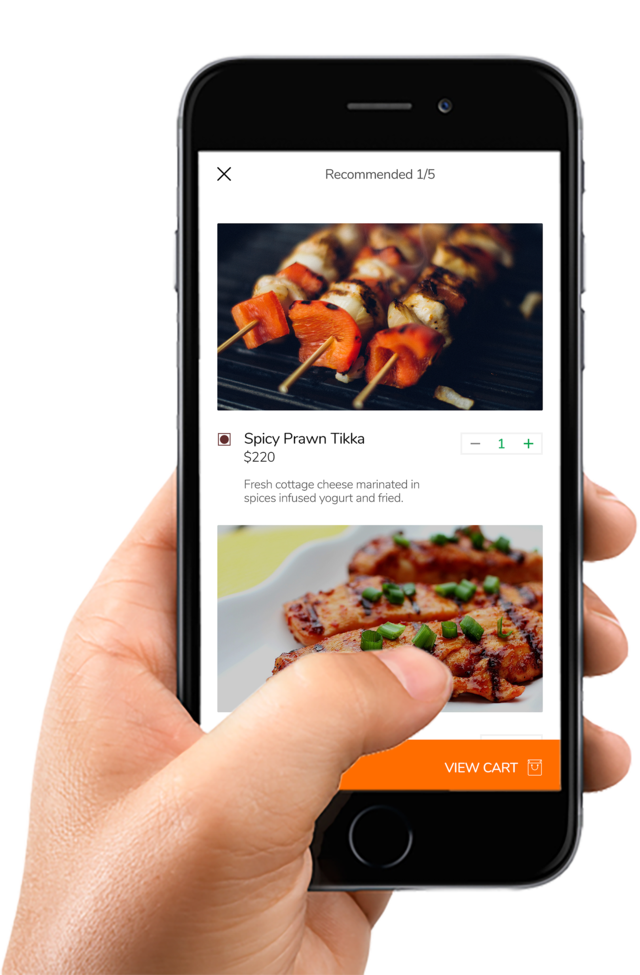 Recommended 1/5
Spicy Prawn Tikka
$220
1
Fresh cottage cheese marinated in
spices infused yogurt and fried.
VIEW CART